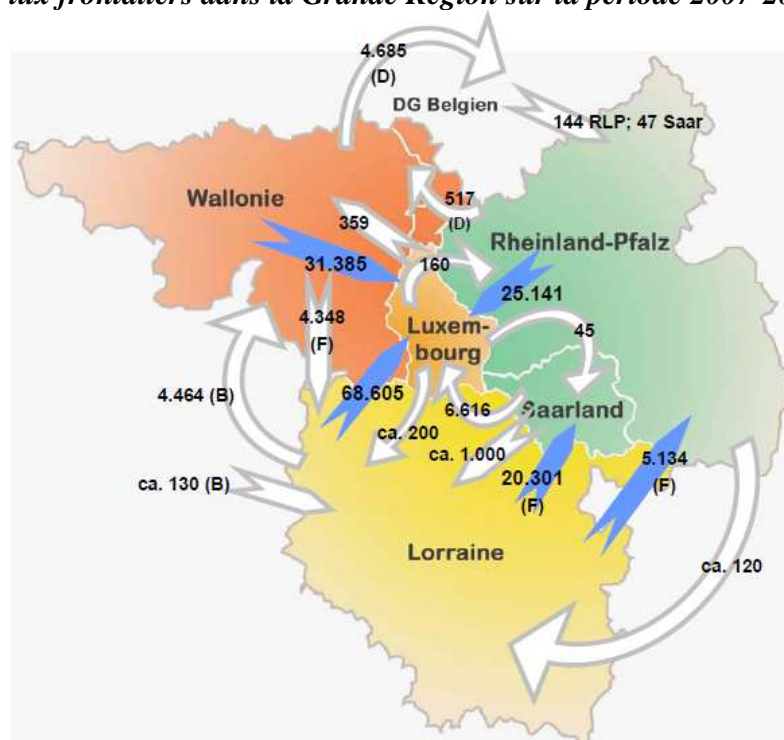 frontaliers dans la Grande Région sur la période 2007-20
4.685
(D)
DG Belgien
144 RLP; 47 Saar
Wallonie
517
(D)
359
Rheinland-Pfalz
31.385
160
25.141
4.348
(F)
Luxem-
bourg
45
4.464 (B)
68.605
6.616
Saarland
ca. 200
ca. 1.000
ca. 130 (B)
20.301
(F)
5.134
(F)
Lorraine
ca. 120